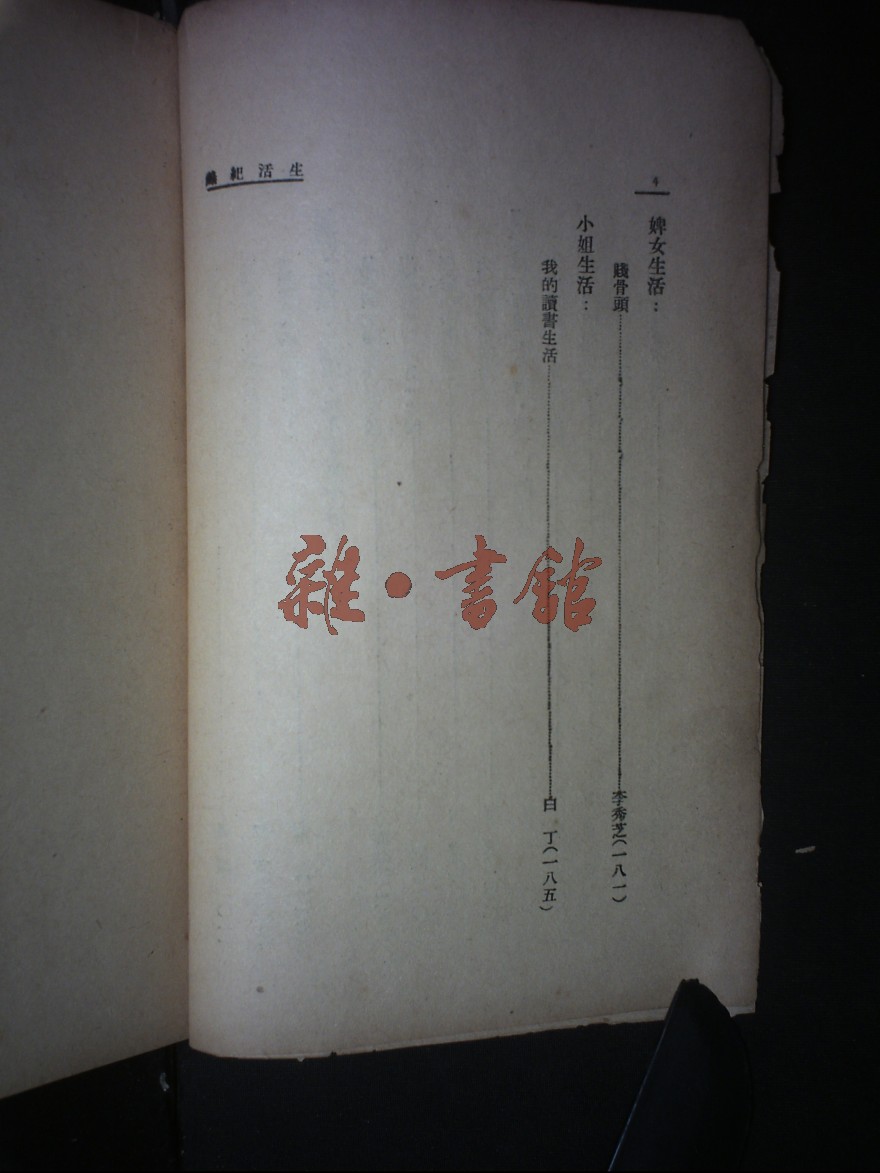 生活紀錄
4
婢女生活：
賤骨頭……李秀芝（一八一）
小姐生活：
我的讀書生活……白　丁（一八五）
雜·書館